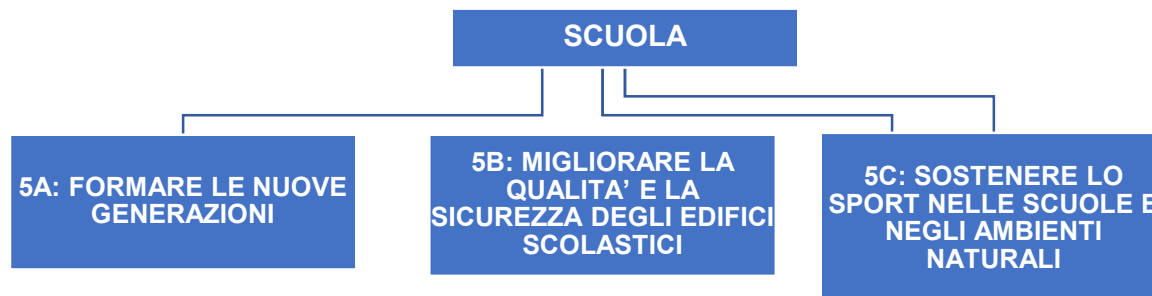 SCUOLA
5A: FORMARE LE NUOVE
GENERAZIONI
5B: MIGLIORARE LA
QUALITA’ E LA
SICUREZZA DEGLI EDIFICI
SCOLASTICI
5C: SOSTENERE LO
SPORT NELLE SCUOLE E
NEGLI AMBIENTI
NATURALI